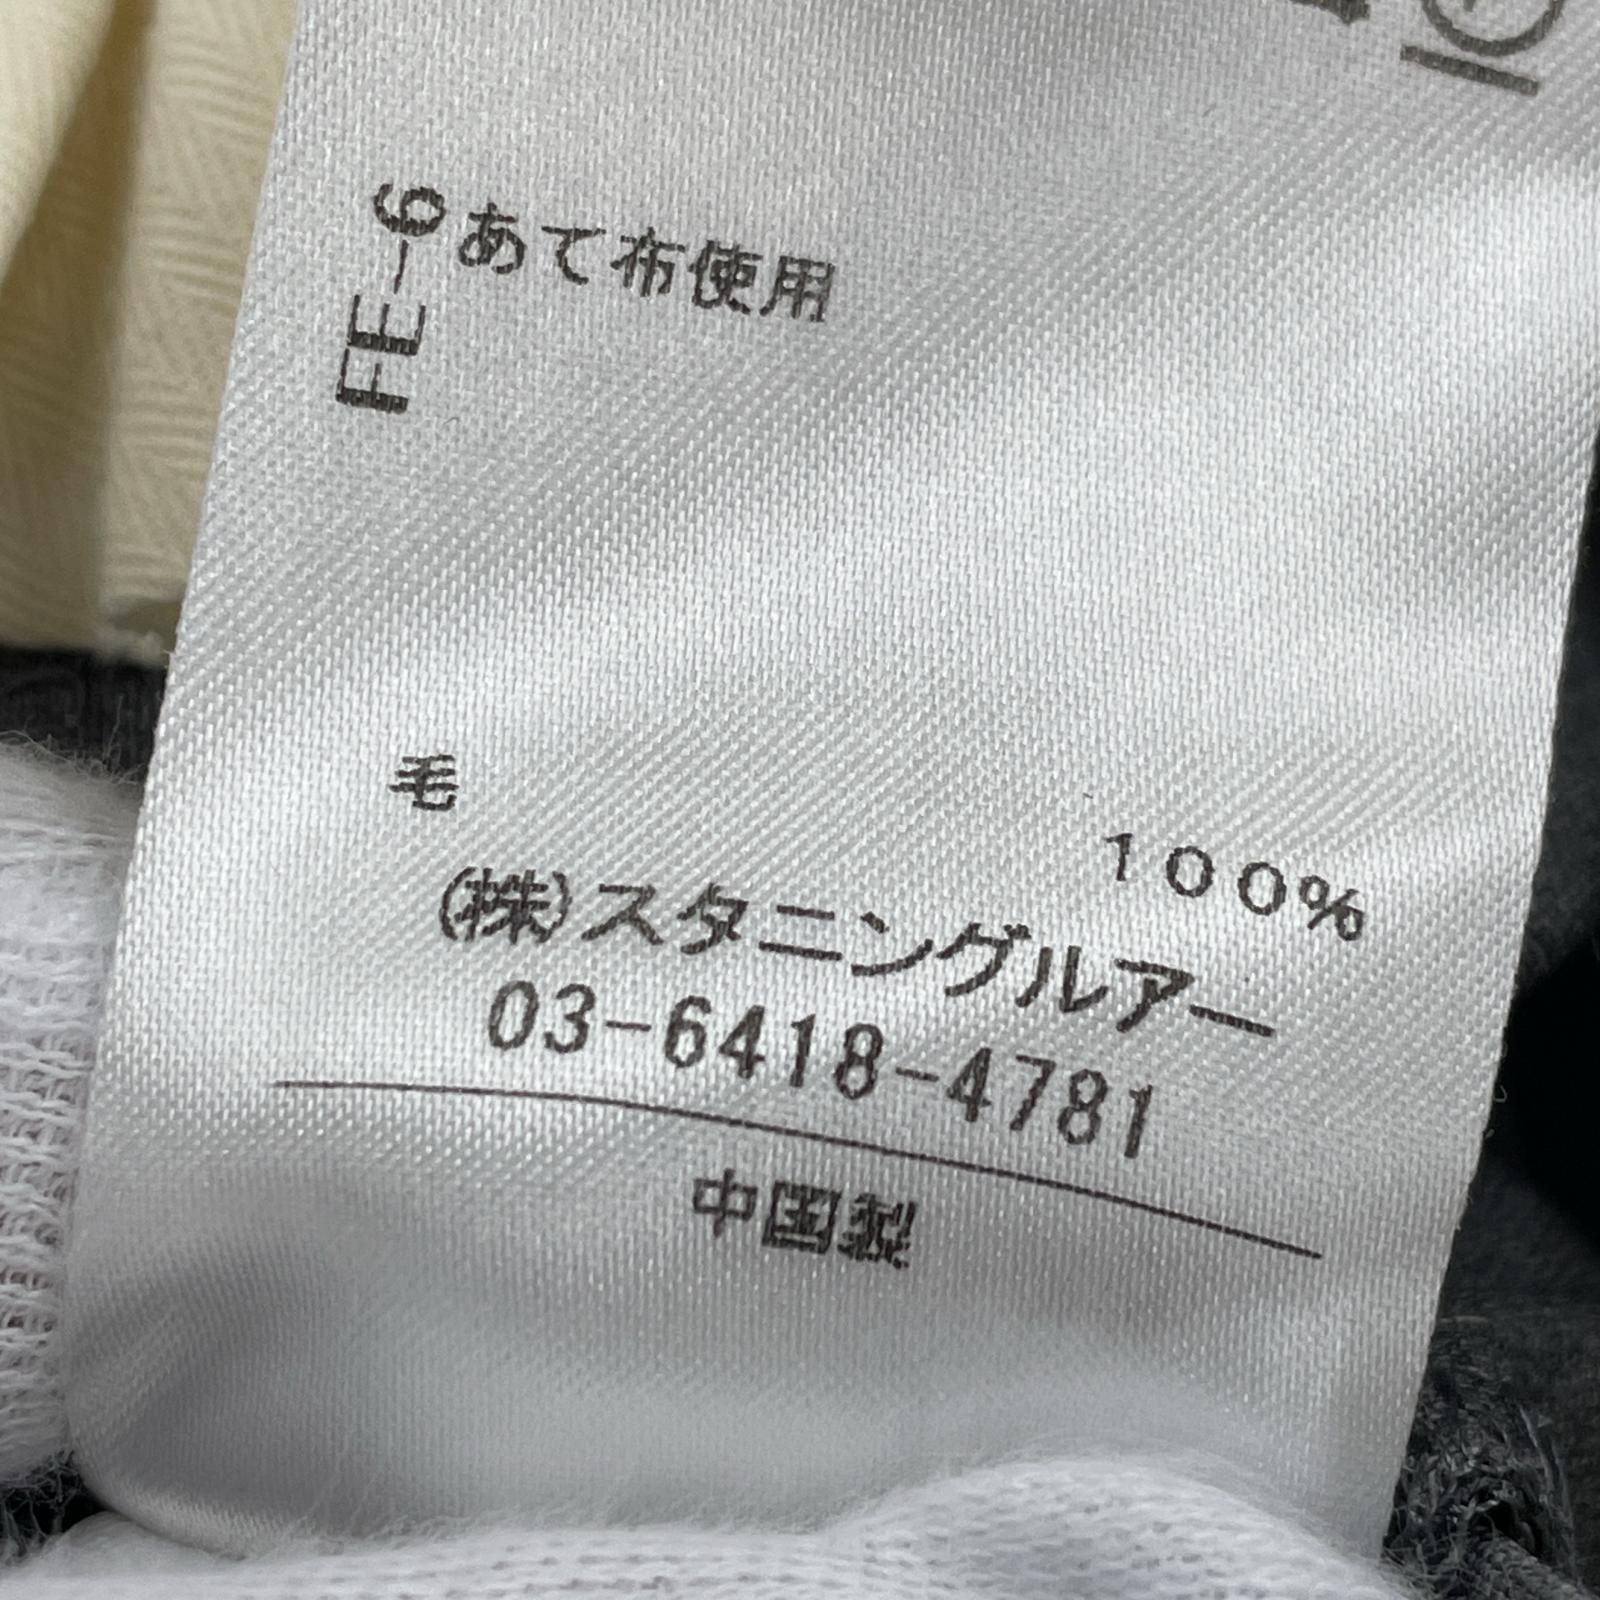 FE-6
あて布使用
毛 100%
(株)スタニングルアー
03-6418-4781
中国製